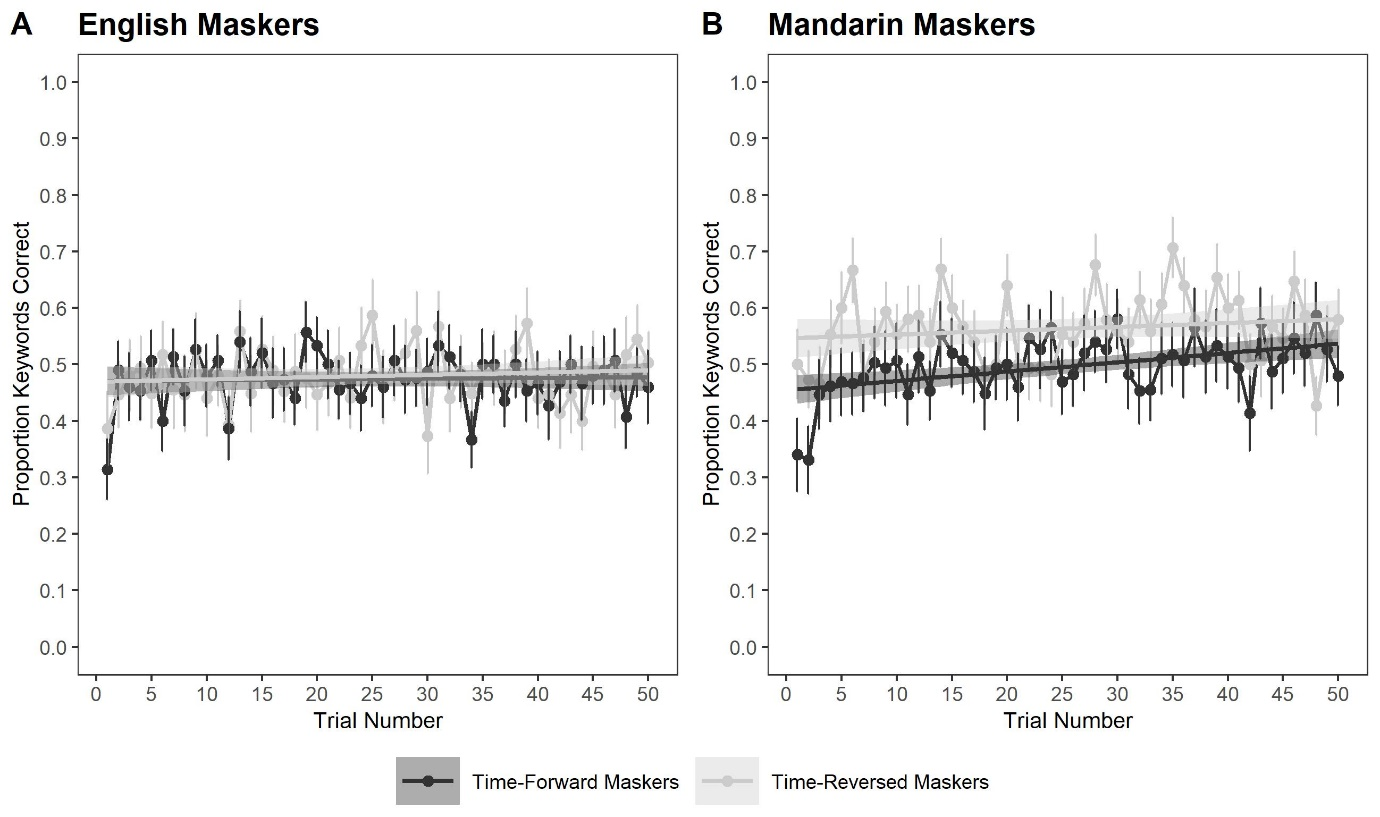 A English Maskers
Proportion Keywords Correct
1.0
0.9
0.8
0.7
0.6
0.5
0.4
0.3
0.2
0.1
0.0
0 5 10 15 20 25 30 35 40 45 50
Trial Number
B Mandarin Maskers
Proportion Keywords Correct
1.0
0.9
0.8
0.7
0.6
0.5
0.4
0.3
0.2
0.1
0.0
0 5 10 15 20 25 30 35 40 45 50
Trial Number
Time-Forward Maskers Time-Reversed Maskers